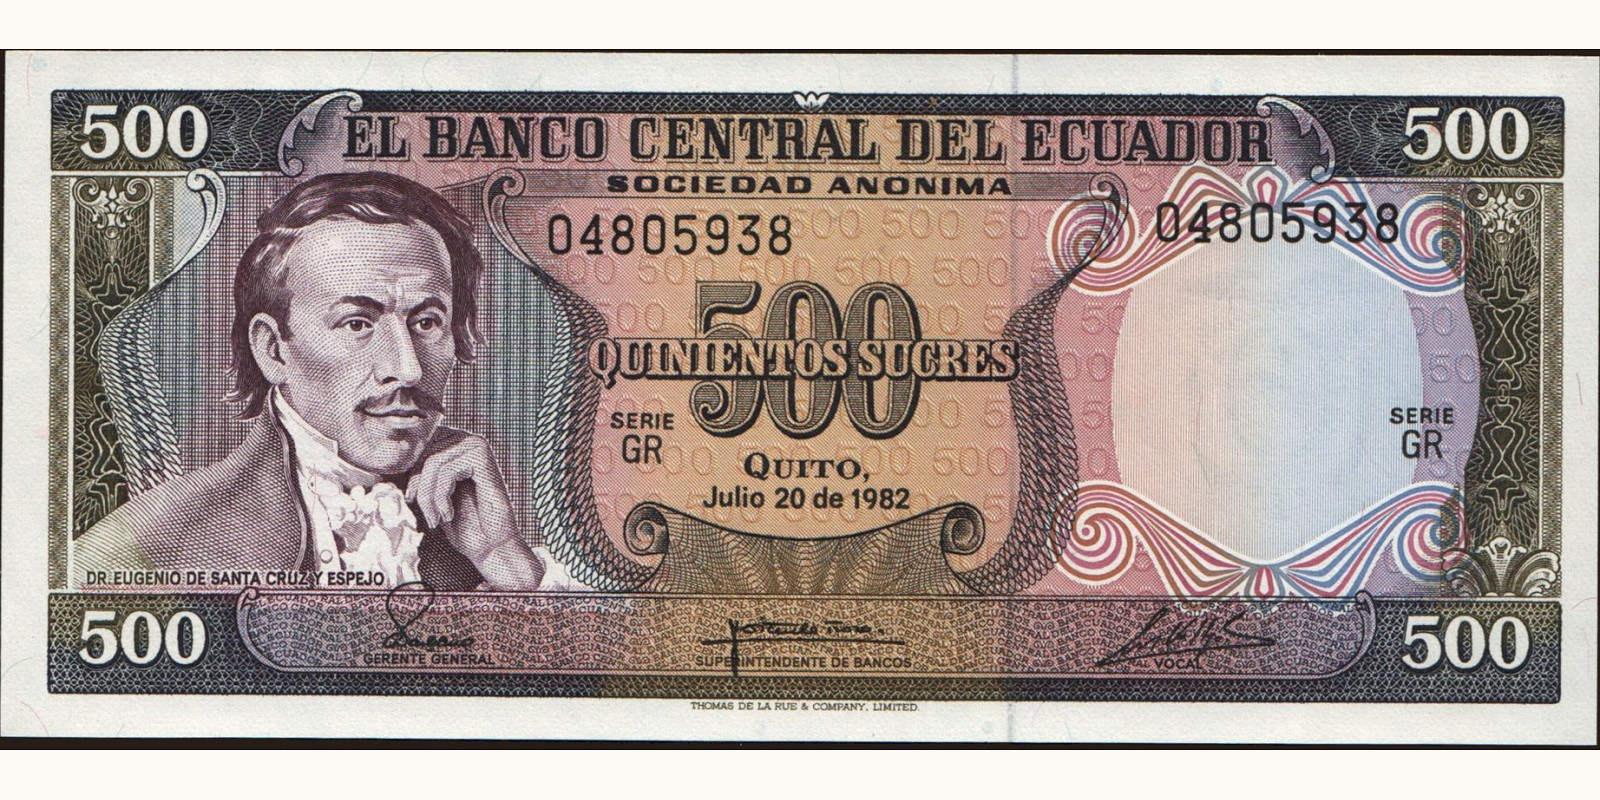 500 EL BANCO CENTRAL DEL ECUADOR 500
SOCIEDAD ANONIMA
04805938 04805938
500
QUINIENTOS SUCRES
SERIE GR
SERIE GR
QUITO,
Julio 20 de 1982
DR. EUGENIO DE SANTA CRUZ Y ESPEJO
500 500
GERENTE GENERAL SUPERINTENDENTE DE BANCOS VOCAL
THOMAS DE LA RUE & COMPANY, LIMITED.